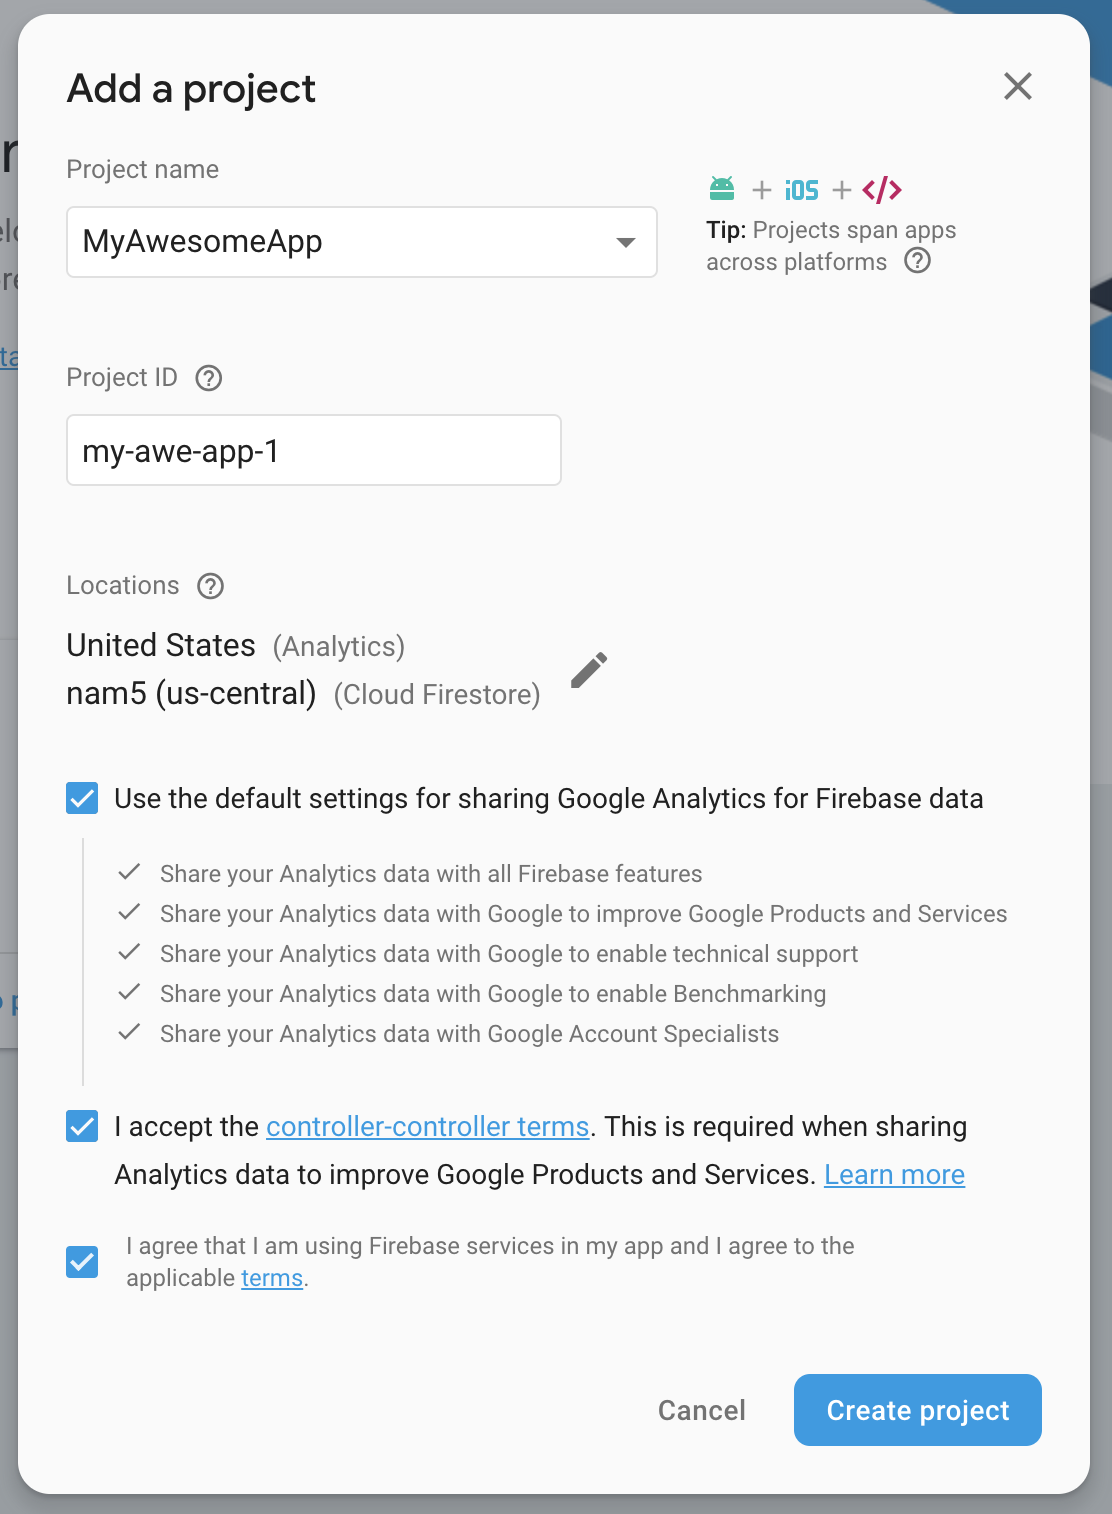 Add a project
Project name
MyAwesomeApp
+ iOS + </>
Tip: Projects span apps
across platforms
Project ID
my-awe-app-1
Locations
United States (Analytics)
nam5 (us-central) (Cloud Firestore)
Use the default settings for sharing Google Analytics for Firebase data
Share your Analytics data with all Firebase features
Share your Analytics data with Google to improve Google Products and Services
Share your Analytics data with Google to enable technical support
Share your Analytics data with Google to enable Benchmarking
Share your Analytics data with Google Account Specialists
I accept the controller-controller terms. This is required when sharing
Analytics data to improve Google Products and Services. Learn more
I agree that I am using Firebase services in my app and I agree to the
applicable terms.
Cancel
Create project